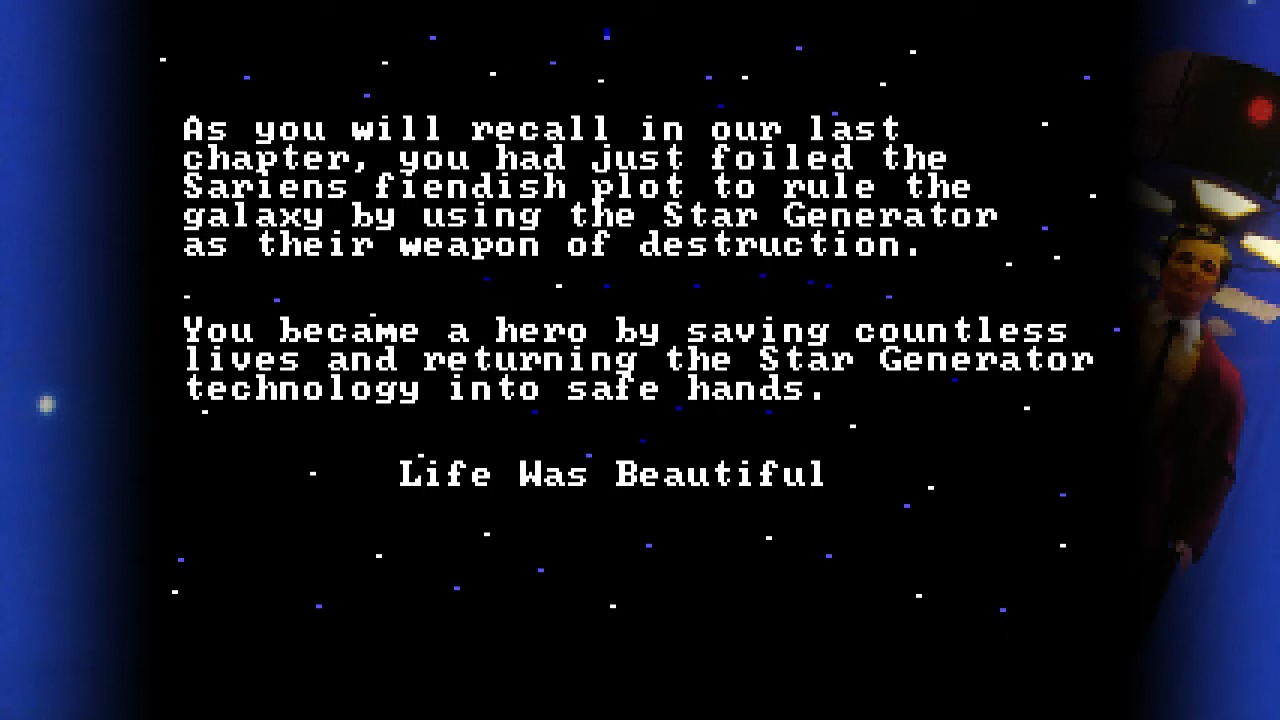 As you will recall in our last
chapter, you had just foiled the
Sariens fiendish plot to rule the
galaxy by using the Star Generator
as their weapon of destruction.
You became a hero by saving countless
lives and returning the Star Generator
technology into safe hands.
Life Was Beautiful